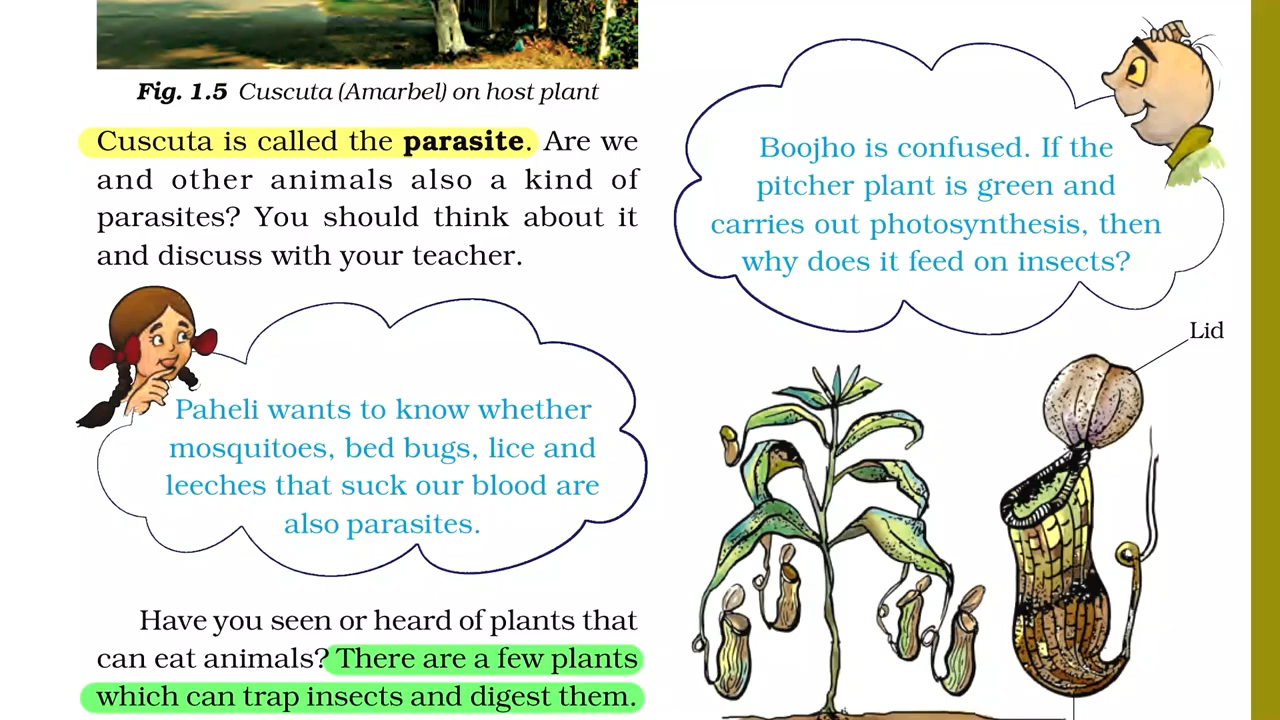 Fig. 1.5 Cuscuta (Amarbel) on host plant
Cuscuta is called the parasite. Are we
and other animals also a kind of
parasites? You should think about it
and discuss with your teacher.
Paheli wants to know whether
mosquitoes, bed bugs, lice and
leeches that suck our blood are
also parasites.
Have you seen or heard of plants that
can eat animals? There are a few plants
which can trap insects and digest them.
Boojho is confused. If the
pitcher plant is green and
carries out photosynthesis, then
why does it feed on insects?
Lid